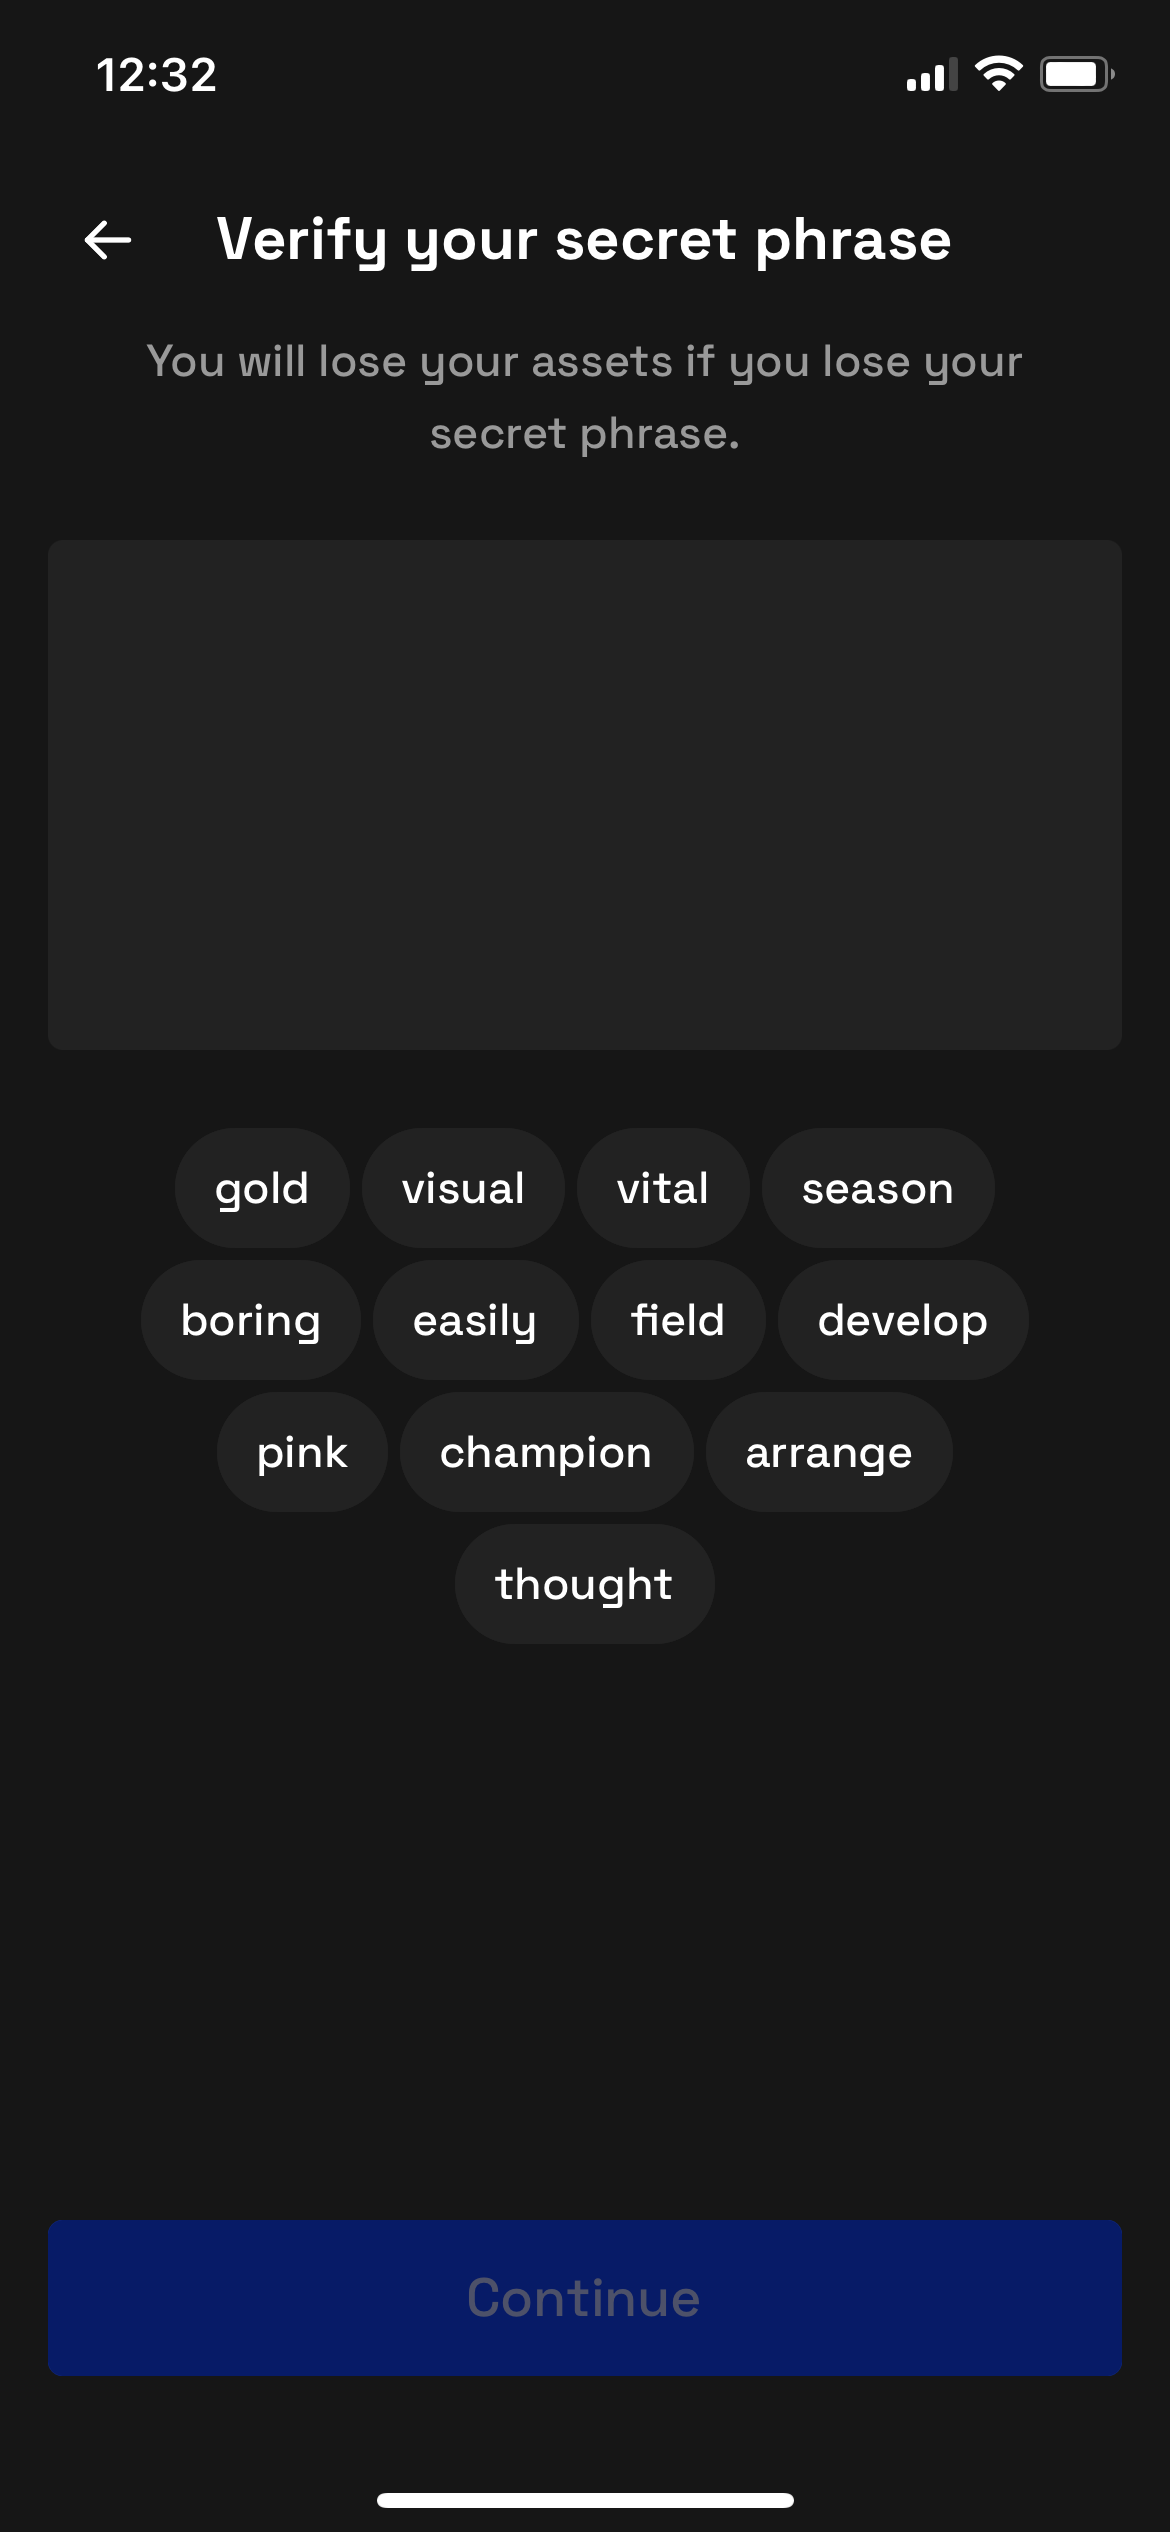 12:32
Verify your secret phrase
You will lose your assets if you lose your
secret phrase.
gold visual vital season
boring easily field develop
pink champion arrange
thought
Continue